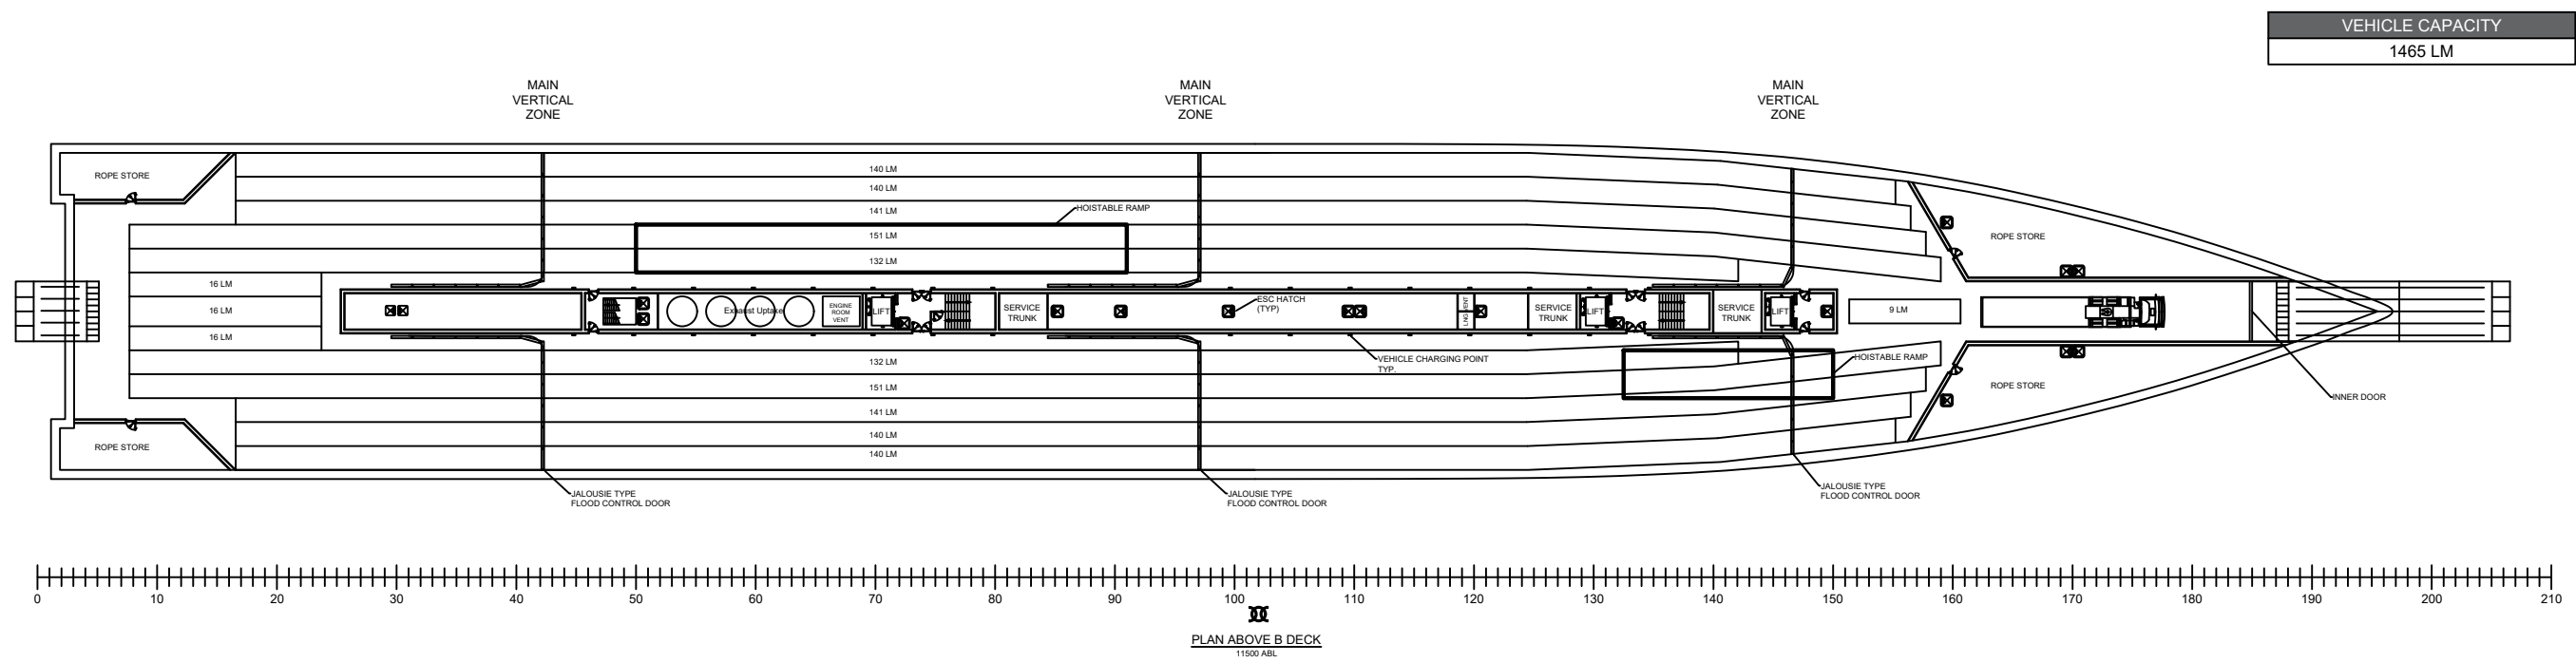 VEHICLE CAPACITY
1465 LM
MAIN
VERTICAL
ZONE
MAIN
VERTICAL
ZONE
MAIN
VERTICAL
ZONE
ROPE STORE
140 LM
140 LM
141 LM
HOISTABLE RAMP
151 LM
132 LM
ROPE STORE
16 LM
16 LM
16 LM
Exhaust Uptake
ENGINE
ROOM
VENT
LIFT
SERVICE
TRUNK
ESC HATCH
(TYP)
LNG VENT
SERVICE
TRUNK
LIFT
SERVICE
TRUNK
LIFT
9 LM
VEHICLE CHARGING POINT
TYP.
HOISTABLE RAMP
132 LM
151 LM
141 LM
140 LM
140 LM
ROPE STORE
ROPE STORE
INNER DOOR
JALOUSIE TYPE
FLOOD CONTROL DOOR
JALOUSIE TYPE
FLOOD CONTROL DOOR
JALOUSIE TYPE
FLOOD CONTROL DOOR
0 10 20 30 40 50 60 70 80 90 100 110 120 130 140 150 160 170 180 190 200 210
PLAN ABOVE B DECK
11500 ABL